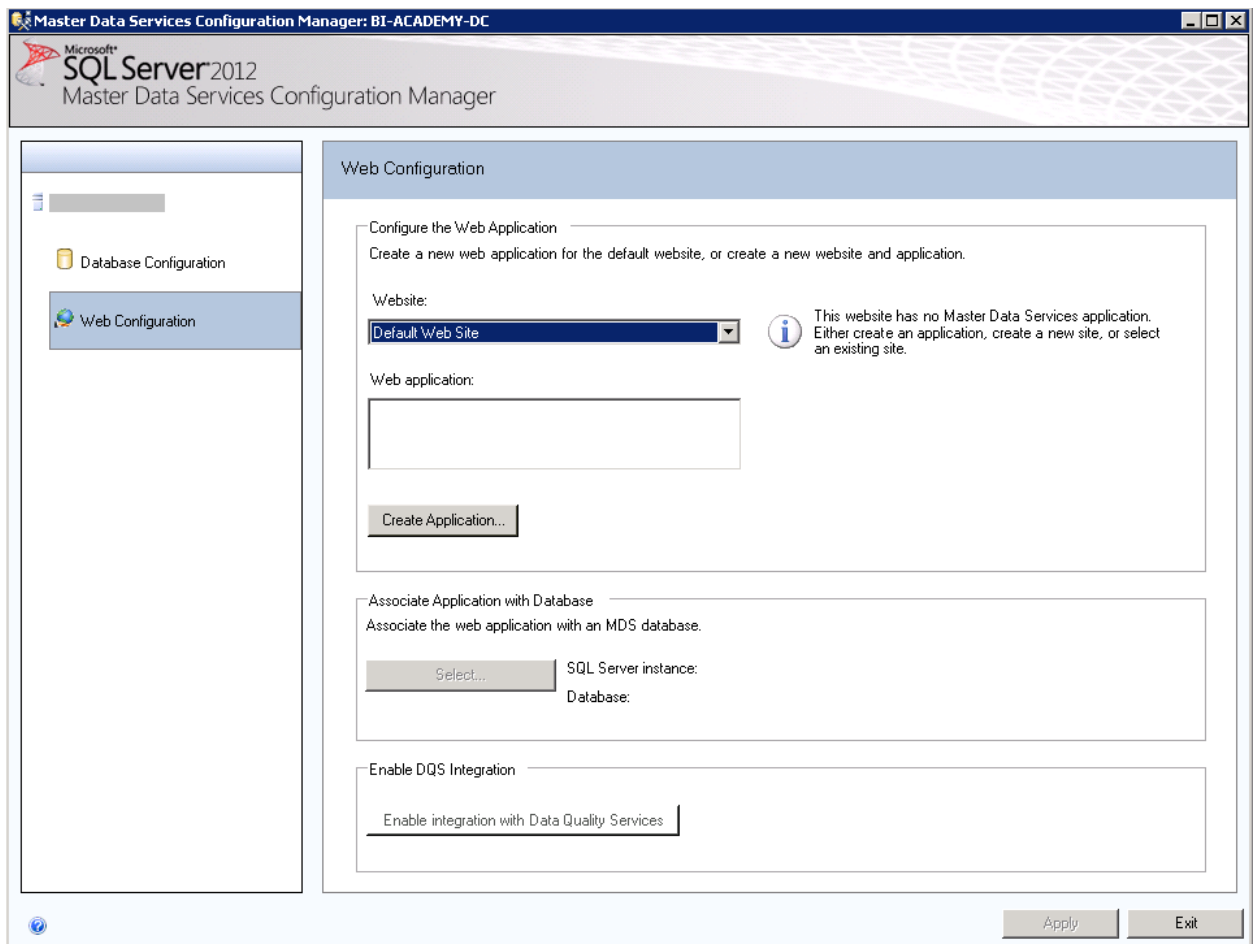 Master Data Services Configuration Manager: BI-ACADEMY-DC
Microsoft®
SQL Server 2012
Master Data Services Configuration Manager
Database Configuration
Web Configuration
Web Configuration
Configure the Web Application
Create a new web application for the default website, or create a new website and application.
Website:
Default Web Site
This website has no Master Data Services application.
Either create an application, create a new site, or select
an existing site.
Web application:
Create Application...
Associate Application with Database
Associate the web application with an MDS database.
Select...
SQL Server instance:
Database:
Enable DQS Integration
Enable integration with Data Quality Services
Apply
Exit